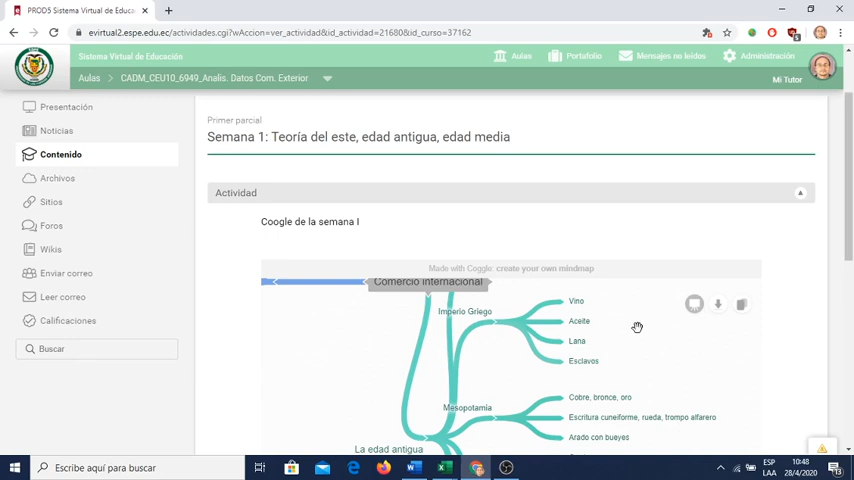 PROD5 Sistema Virtual de Educac
evirtual2.espe.edu.ec/actividades.cgi?wAccion=ver_actividad&id_actividad=21680&id_curso=37162
Sistema Virtual de Educación
Aulas
Portafolio
Mensajes no leídos
Administración
Aulas > CADM_CEU10_6949_Analis. Datos Com. Exterior
Mi Tutor
Presentación
Noticias
Contenido
Archivos
Sitios
Foros
Wikis
Enviar correo
Leer correo
Calificaciones
Buscar
Primer parcial
Semana 1: Teoría del este, edad antigua, edad media
Actividad
Coogle de la semana I
Made with Coggle: create your own mindmap
Comercio internacional
Imperio Griego
Vino
Aceite
Lana
Esclavos
Mesopotamia
Cobre, bronce, oro
Escritura cuneiforme, rueda, trompo alfarero
Arado con bueyes
La edad antigua
Escribe aquí para buscar
ESP
LAA
10:48
28/4/2020